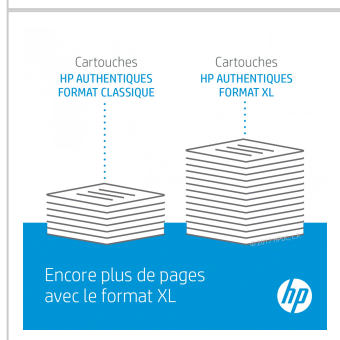 Cartouches
HP AUTHENTIQUES
FORMAT CLASSIQUE
Cartouches
HP AUTHENTIQUES
FORMAT XL
Encore plus de pages
avec le format XL
hp